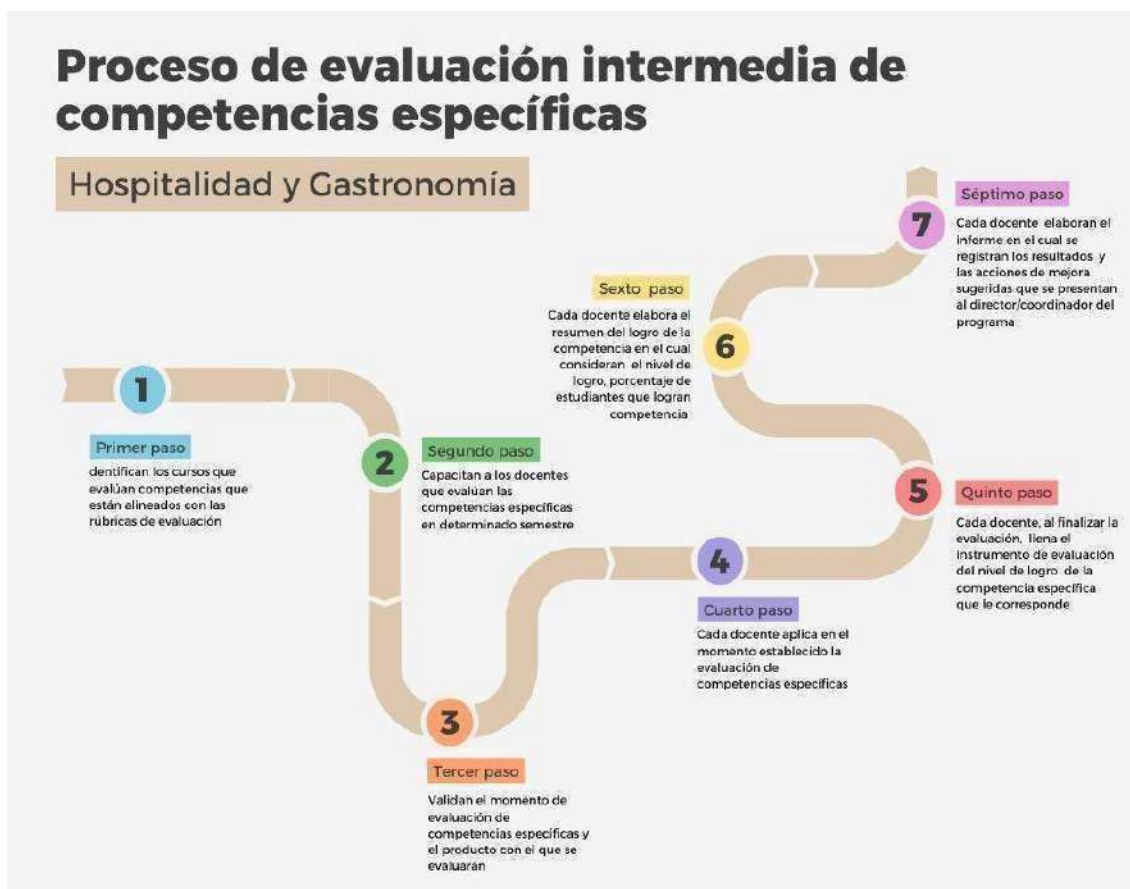 Proceso de evaluación intermedia de
competencias específicas
Hospitalidad y Gastronomía
1
Primer paso
dentifican los cursos que
evalúan competencias que
están alineados con las
rúbricas de evaluación
2
Segundo paso
Capacitan a los docentes
que evalúan las
competencias específicas
en determinado semestre
3
Tercer paso
Validan el momento de
evaluación de
competencias específicas y
el producto con el que se
evaluarán
4
Cuarto paso
Cada docente aplica en el
momento establecido la
evaluación de
competencias específicas
5
Quinto paso
Cada docente, al finalizar la
evaluación, llena el
instrumento de evaluación
del nivel de logro de la
competencia específica
que le corresponde
6
Sexto paso
Cada docente elabora el
resumen del logro de la
competencia en el cual
consideran el nivel de
logro, porcentaje de
estudiantes que logran
competencia
7
Séptimo paso
Cada docente elaboran el
informe en el cual se
registran los resultados y
las acciones de mejora
sugeridas que se presentan
al director/coordinador del
programa